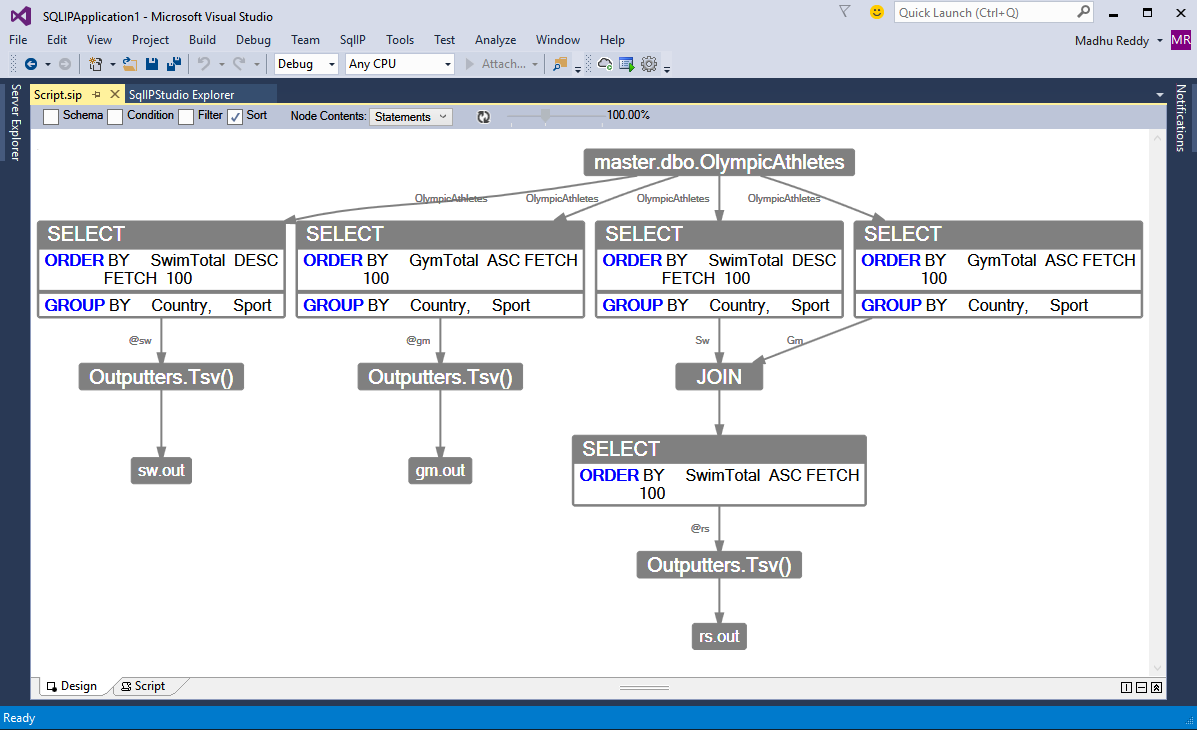 SQLIPApplication1 - Microsoft Visual Studio
Quick Launch (Ctrl+Q)
File Edit View Project Build Debug Team SqlIP Tools Test Analyze Window Help
Madhu Reddy MR
Debug Any CPU Attach...
Server Explorer
Script.sip SqlIPStudio Explorer
Notifications
Schema Condition Filter Sort Node Contents: Statements 100.00%
master.dbo.OlympicAthletes
OlympicAthletes OlympicAthletes OlympicAthletes OlympicAthletes
SELECT
ORDER BY SwimTotal DESC
FETCH 100
GROUP BY Country, Sport
SELECT
ORDER BY GymTotal ASC FETCH
100
GROUP BY Country, Sport
SELECT
ORDER BY SwimTotal DESC
FETCH 100
GROUP BY Country, Sport
SELECT
ORDER BY GymTotal ASC FETCH
100
GROUP BY Country, Sport
@sw @gm Sw Gm
Outputters.Tsv() Outputters.Tsv() JOIN
sw.out gm.out
SELECT
ORDER BY SwimTotal ASC FETCH
100
@rs
Outputters.Tsv()
rs.out
Design Script
Ready